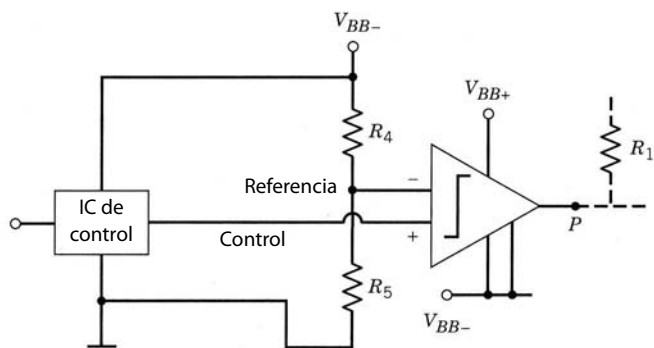 V_{BB-}
V_{BB+}
R_4
R_1
Referencia
−
IC de
control
Control
+
P
R_5
V_{BB-}